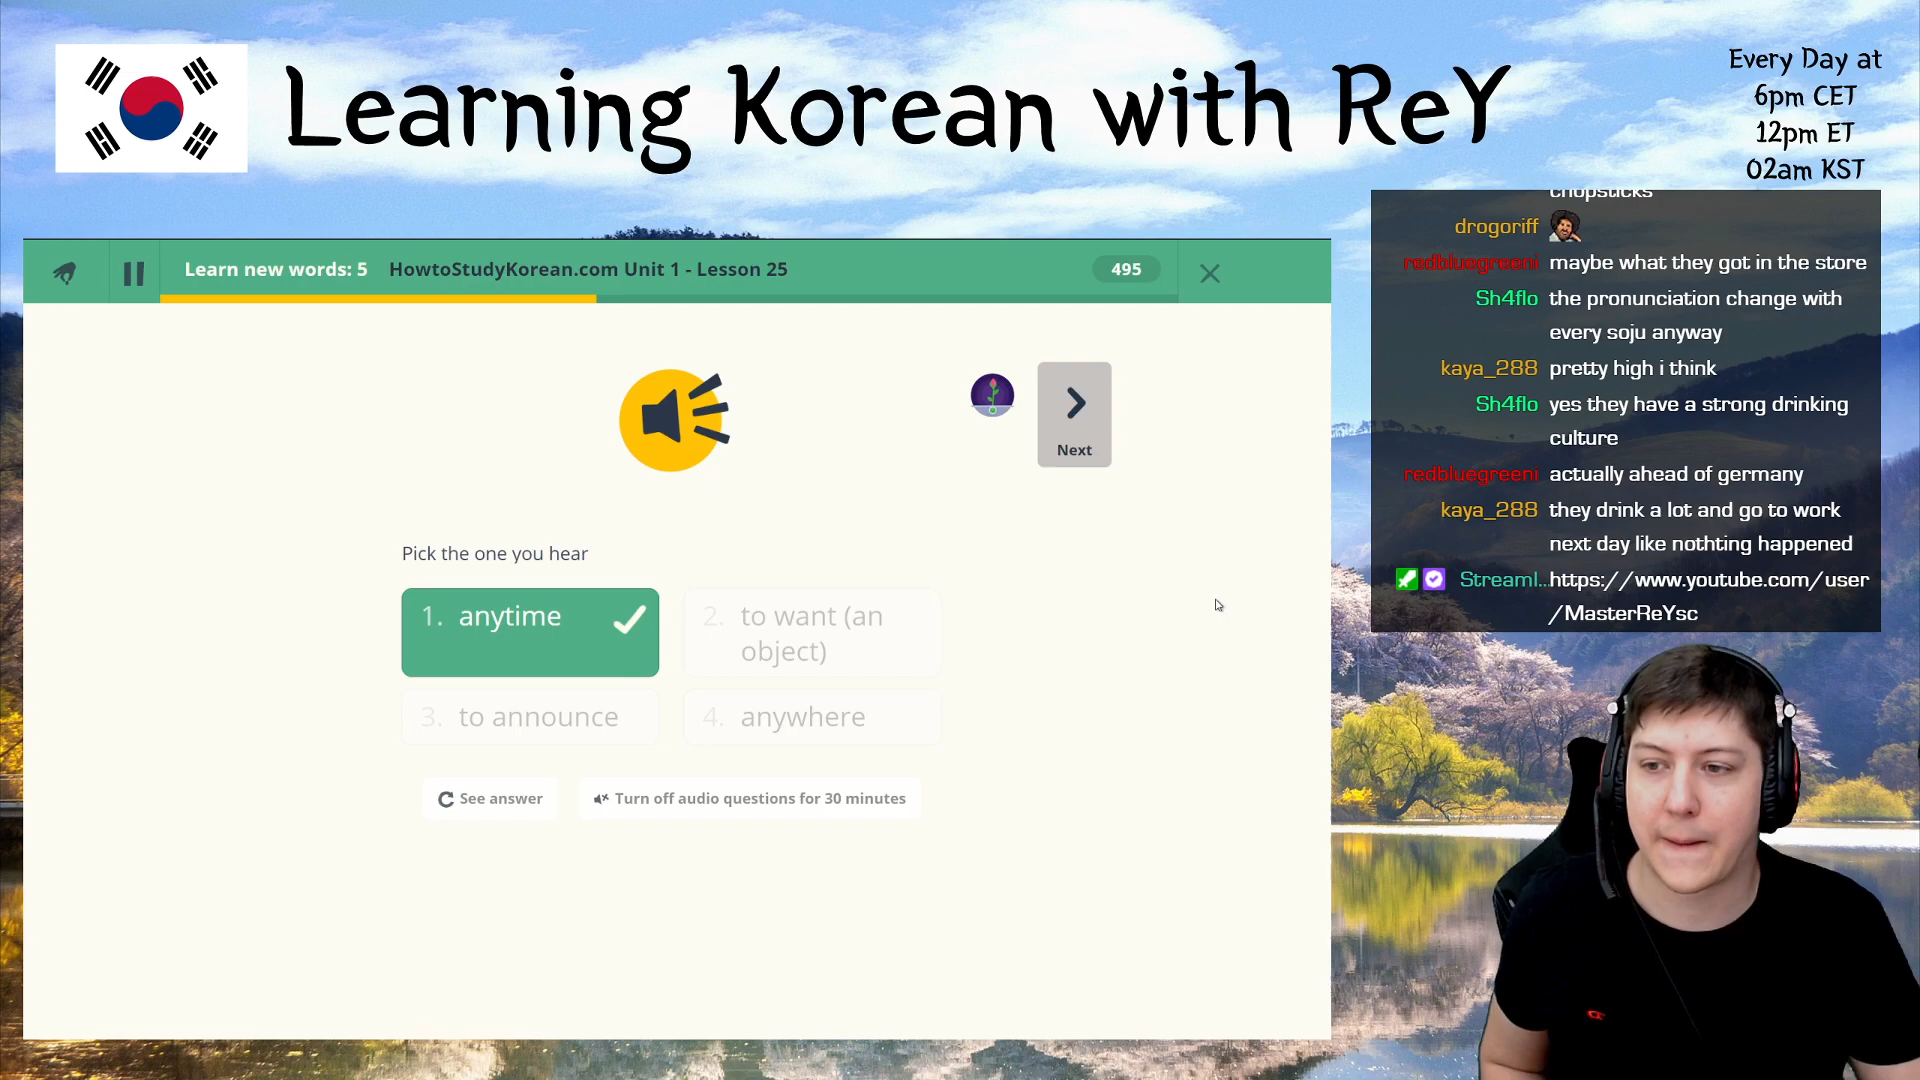 Learning Korean with ReY
Every Day at
6pm CET
12pm ET
02am KST
Learn new words: 5 HowtoStudyKorean.com Unit 1 - Lesson 25 495
Next
Pick the one you hear
1. anytime
2. to want (an
object)
3. to announce
4. anywhere
See answer
Turn off audio questions for 30 minutes
chopsticks
drogoriff
redbluegreeni maybe what they got in the store
Sh4flo the pronunciation change with
every soju anyway
kaya_288 pretty high i think
Sh4flo yes they have a strong drinking
culture
redbluegreeni actually ahead of germany
kaya_288 they drink a lot and go to work
next day like nothting happened
Streaml... https://www.youtube.com/user
/MasterReYsc